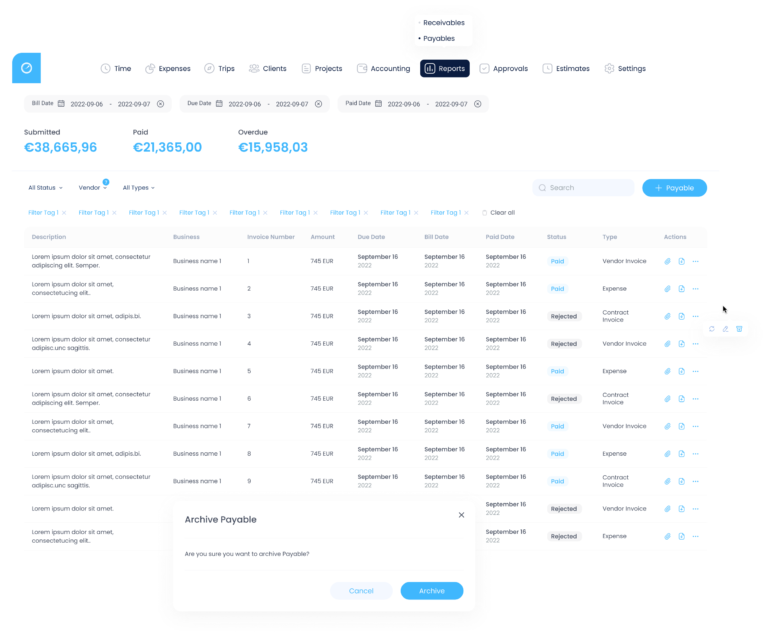 Receivables
Payables
Time Expenses Trips Clients Projects Accounting Reports Approvals Estimates Settings
Bill Date 2022-09-06 - 2022-09-07 Due Date 2022-09-06 - 2022-09-07 Paid Date 2022-09-06 - 2022-09-07
Submitted Paid Overdue
€38,665,96 €21,365,00 €15,958,03
All Status Vendor All Types Search + Payable
Filter Tag 1 Filter Tag 1 Filter Tag 1 Filter Tag 1 Filter Tag 1 Filter Tag 1 Filter Tag 1 Filter Tag 1 Filter Tag 1 Clear all
Description Business Invoice Number Amount Due Date Bill Date Paid Date Status Type Actions
Lorem ipsum dolor sit amet, consectetur September 16 September 16 September 16
adipiscing elit. Semper. Business name 1 1 745 EUR 2022 2022 2022 Paid Vendor Invoice
Lorem ipsum dolor sit amet, September 16 September 16 September 16
consectetucing elit.. Business name 1 2 745 EUR 2022 2022 2022 Paid Expense
Lorem ipsum dolor sit amet, adipis.bi. Business name 1 3 745 EUR September 16 September 16 September 16 Rejected Contract
2022 2022 2022 Invoice
Lorem ipsum dolor sit amet, consectetur September 16 September 16 September 16
adipisc.unc sagittis. Business name 1 4 745 EUR 2022 2022 2022 Rejected Vendor Invoice
Lorem ipsum dolor sit amet. Business name 1 5 745 EUR September 16 September 16 September 16 Paid Expense
2022 2022 2022
Lorem ipsum dolor sit amet, consectetur September 16 September 16 September 16 Contract
adipiscing elit. Semper. Business name 1 6 745 EUR 2022 2022 2022 Rejected Invoice
Lorem ipsum dolor sit amet, September 16 September 16 September 16
consectetucing elit.. Business name 1 7 745 EUR 2022 2022 2022 Paid Vendor Invoice
Lorem ipsum dolor sit amet, adipis.bi. Business name 1 8 745 EUR September 16 September 16 September 16 Paid Expense
2022 2022 2022
Lorem ipsum dolor sit amet, consectetur September 16 September 16 September 16 Contract
adipisc.unc sagittis. Business name 1 9 745 EUR 2022 2022 2022 Paid Invoice
Lorem ipsum dolor sit amet. September 16 Rejected Vendor Invoice
2022
Lorem ipsum dolor sit amet, September 16
consectetucing elit.. 2022 Rejected Expense
Archive Payable
Are you sure you want to archive Payable?
Cancel Archive